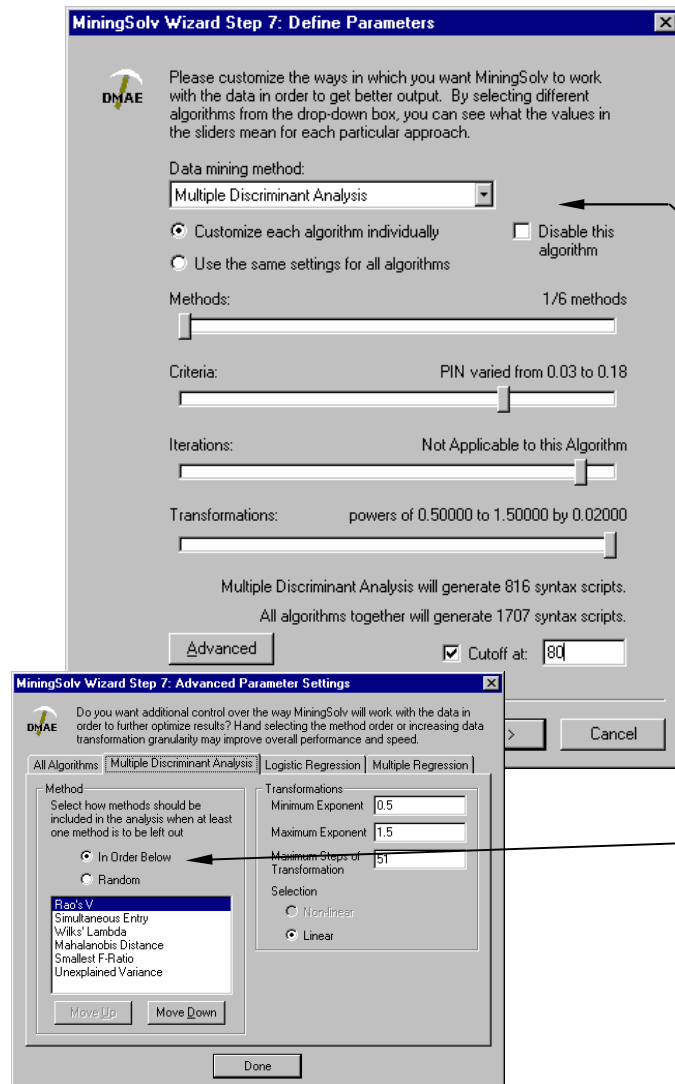 MiningSolv Wizard Step 7: Define Parameters
DMAE
Please customize the ways in which you want MiningSolv to work
with the data in order to get better output. By selecting different
algorithms from the drop-down box, you can see what the values in
the sliders mean for each particular approach.
Data mining method:
Multiple Discriminant Analysis
Customize each algorithm individually
Disable this
algorithm
Use the same settings for all algorithms
Methods: 1/6 methods
Criteria: PIN varied from 0.03 to 0.18
Iterations: Not Applicable to this Algorithm
Transformations: powers of 0.50000 to 1.50000 by 0.02000
Multiple Discriminant Analysis will generate 816 syntax scripts.
All algorithms together will generate 1707 syntax scripts.
Advanced
Cutoff at: 80
> Cancel
MiningSolv Wizard Step 7: Advanced Parameter Settings
DMAE
Do you want additional control over the way MiningSolv will work with the data in
order to further optimize results? Hand selecting the method order or increasing data
transformation granularity may improve overall performance and speed.
All Algorithms Multiple Discriminant Analysis Logistic Regression Multiple Regression
Method
Select how methods should be
included in the analysis when at least
one method is to be left out
In Order Below
Random
Rao's V
Simultaneous Entry
Wilks' Lambda
Mahalanobis Distance
Smallest F-Ratio
Unexplained Variance
Move Up Move Down
Transformations
Minimum Exponent 0.5
Maximum Exponent 1.5
Maximum Steps of
Transformation 51
Selection
Non-linear
Linear
Done